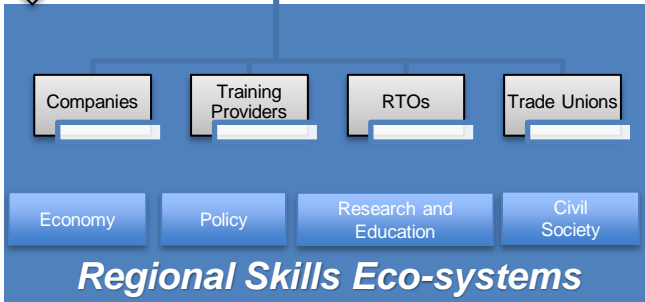 Companies
Training
Providers
RTOs
Trade Unions
Economy
Policy
Research and
Education
Civil
Society
Regional Skills Eco-systems